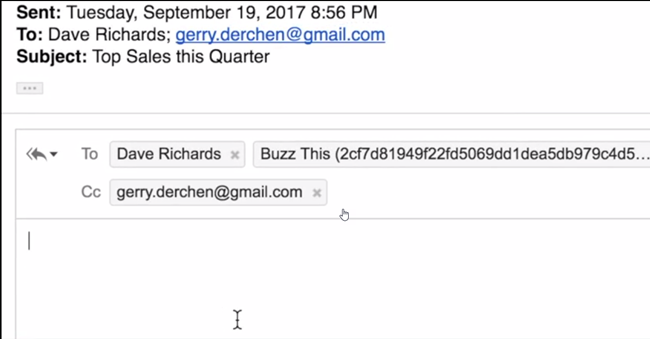 Sent: Tuesday, September 19, 2017 8:56 PM
To: Dave Richards; gerry.derchen@gmail.com
Subject: Top Sales this Quarter
To Dave Richards × Buzz This (2cf7d81949f22fd5069dd1dea5db979c4d5...
Cc gerry.derchen@gmail.com ×